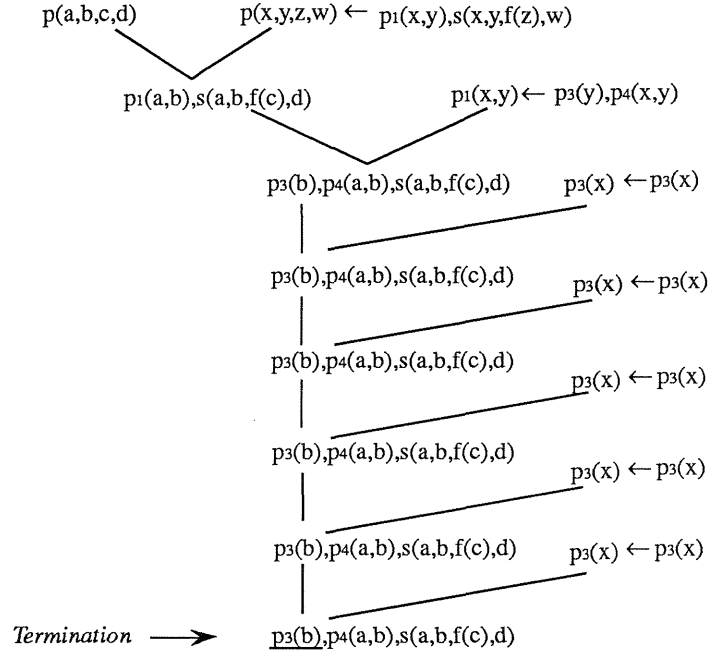 p(a,b,c,d) p(x,y,z,w) ← p1(x,y),s(x,y,f(z),w)
p1(a,b),s(a,b,f(c),d) p1(x,y) ← p3(y),p4(x,y)
p3(b),p4(a,b),s(a,b,f(c),d) p3(x) ← p3(x)
p3(b),p4(a,b),s(a,b,f(c),d) p3(x) ← p3(x)
p3(b),p4(a,b),s(a,b,f(c),d) p3(x) ← p3(x)
p3(b),p4(a,b),s(a,b,f(c),d) p3(x) ← p3(x)
p3(b),p4(a,b),s(a,b,f(c),d) p3(x) ← p3(x)
Termination → p3(b),p4(a,b),s(a,b,f(c),d)